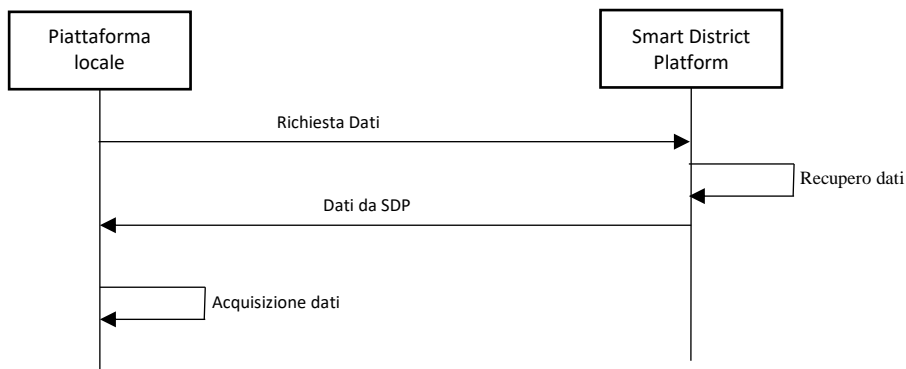 Piattaforma
locale
Smart District
Platform
Richiesta Dati
Recupero dati
Dati da SDP
Acquisizione dati